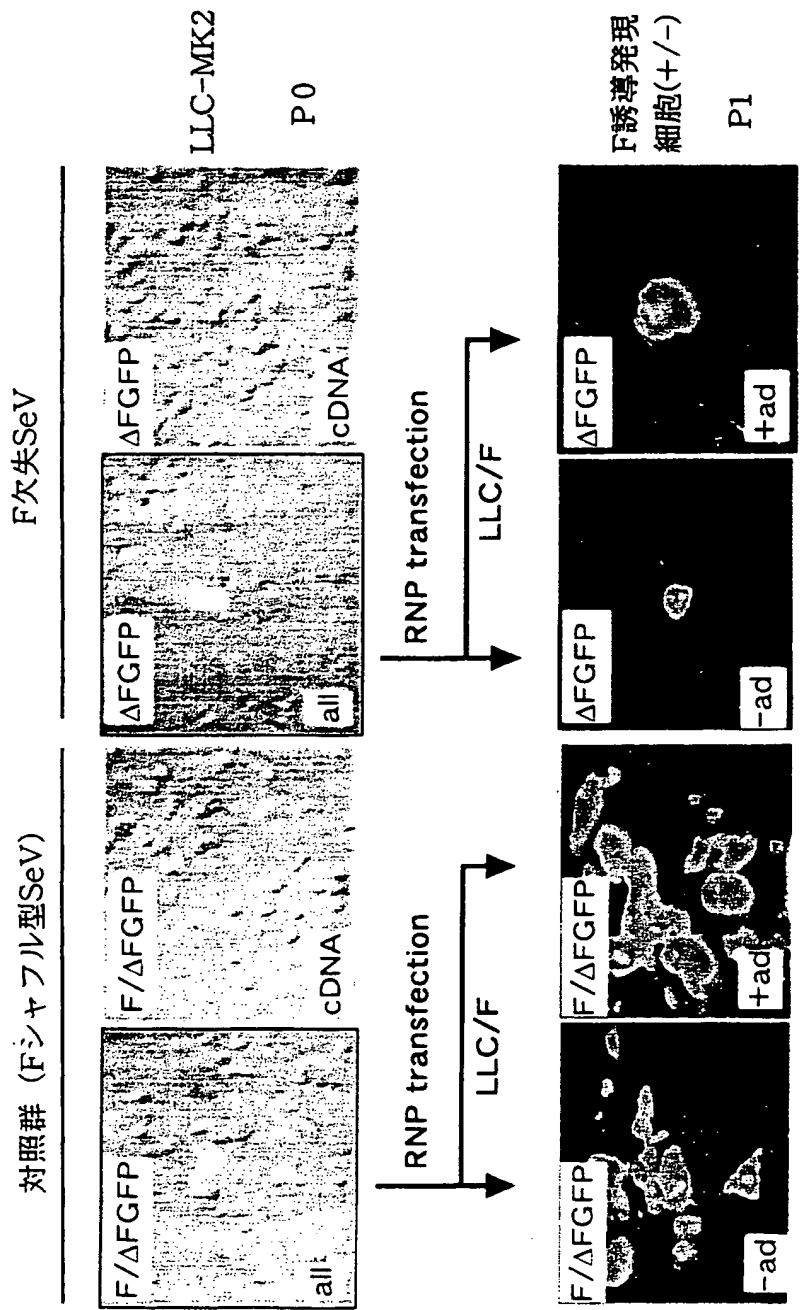 対照群 (Fシャフル型SeV)
F欠失SeV
F/ΔFGFP
all
F/ΔFGFP
cDNA
ΔFGFP
all
ΔFGFP
cDNA
LLC-MK2
P0
RNP transfection
LLC/F
RNP transfection
LLC/F
F/ΔFGFP
-ad
F/ΔFGFP
+ad
ΔFGFP
-ad
ΔFGFP
+ad
F誘導発現
細胞(+/-)
P1